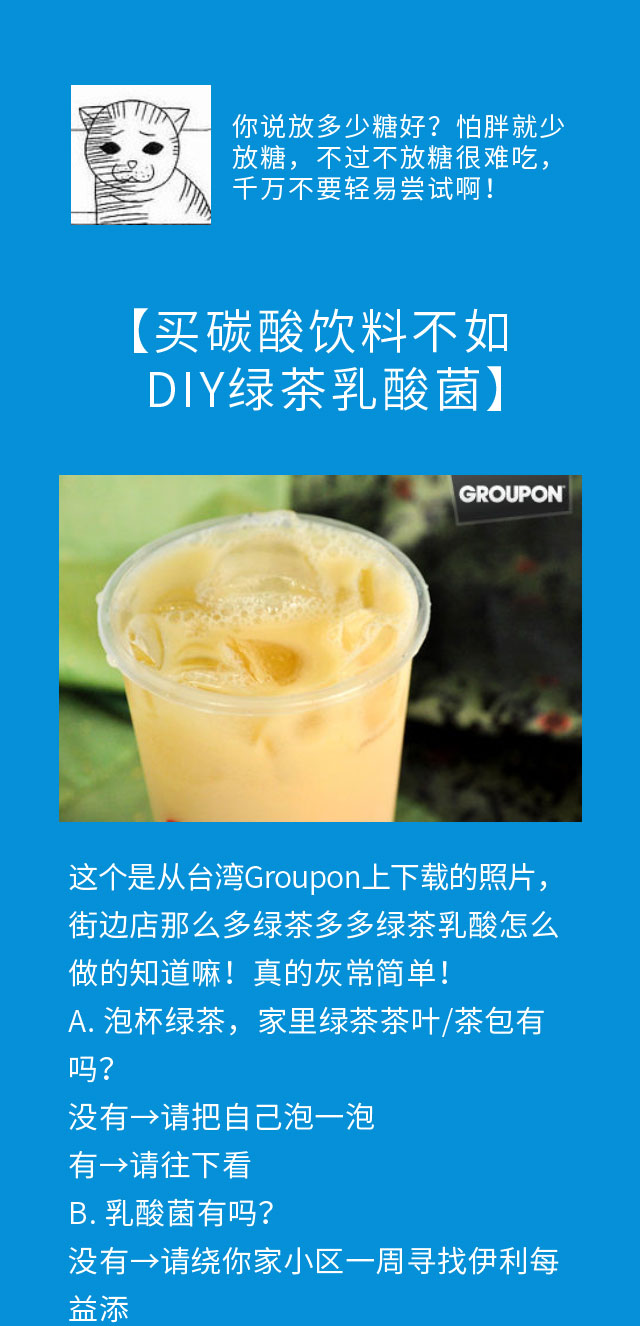 你说放多少糖好？怕胖就少
放糖，不过不放糖很难吃，
千万不要轻易尝试啊！
【买碳酸饮料不如
DIY绿茶乳酸菌】
GROUPON
这个是从台湾Groupon上下载的照片，
街边店那么多绿茶多多绿茶乳酸怎么
做的知道嘛！真的灰常简单！
A. 泡杯绿茶，家里绿茶茶叶/茶包有
吗？
没有→请把自己泡一泡
有→请往下看
B. 乳酸菌有吗？
没有→请绕你家小区一周寻找伊利每
益添